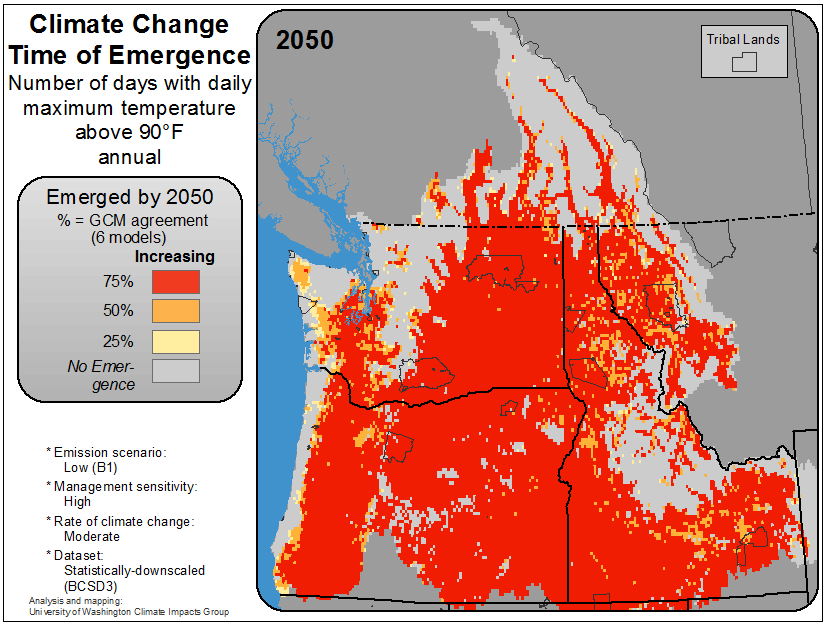 Climate Change
Time of Emergence
Number of days with daily
maximum temperature
above 90°F
annual
Emerged by 2050
% = GCM agreement
(6 models)
Increasing
75%
50%
25%
No Emer-
gence
* Emission scenario:
Low (B1)
* Management sensitivity:
High
* Rate of climate change:
Moderate
* Dataset:
Statistically-downscaled
(BCSD3)
Analysis and mapping:
University of Washington Climate Impacts Group
2050
Tribal Lands